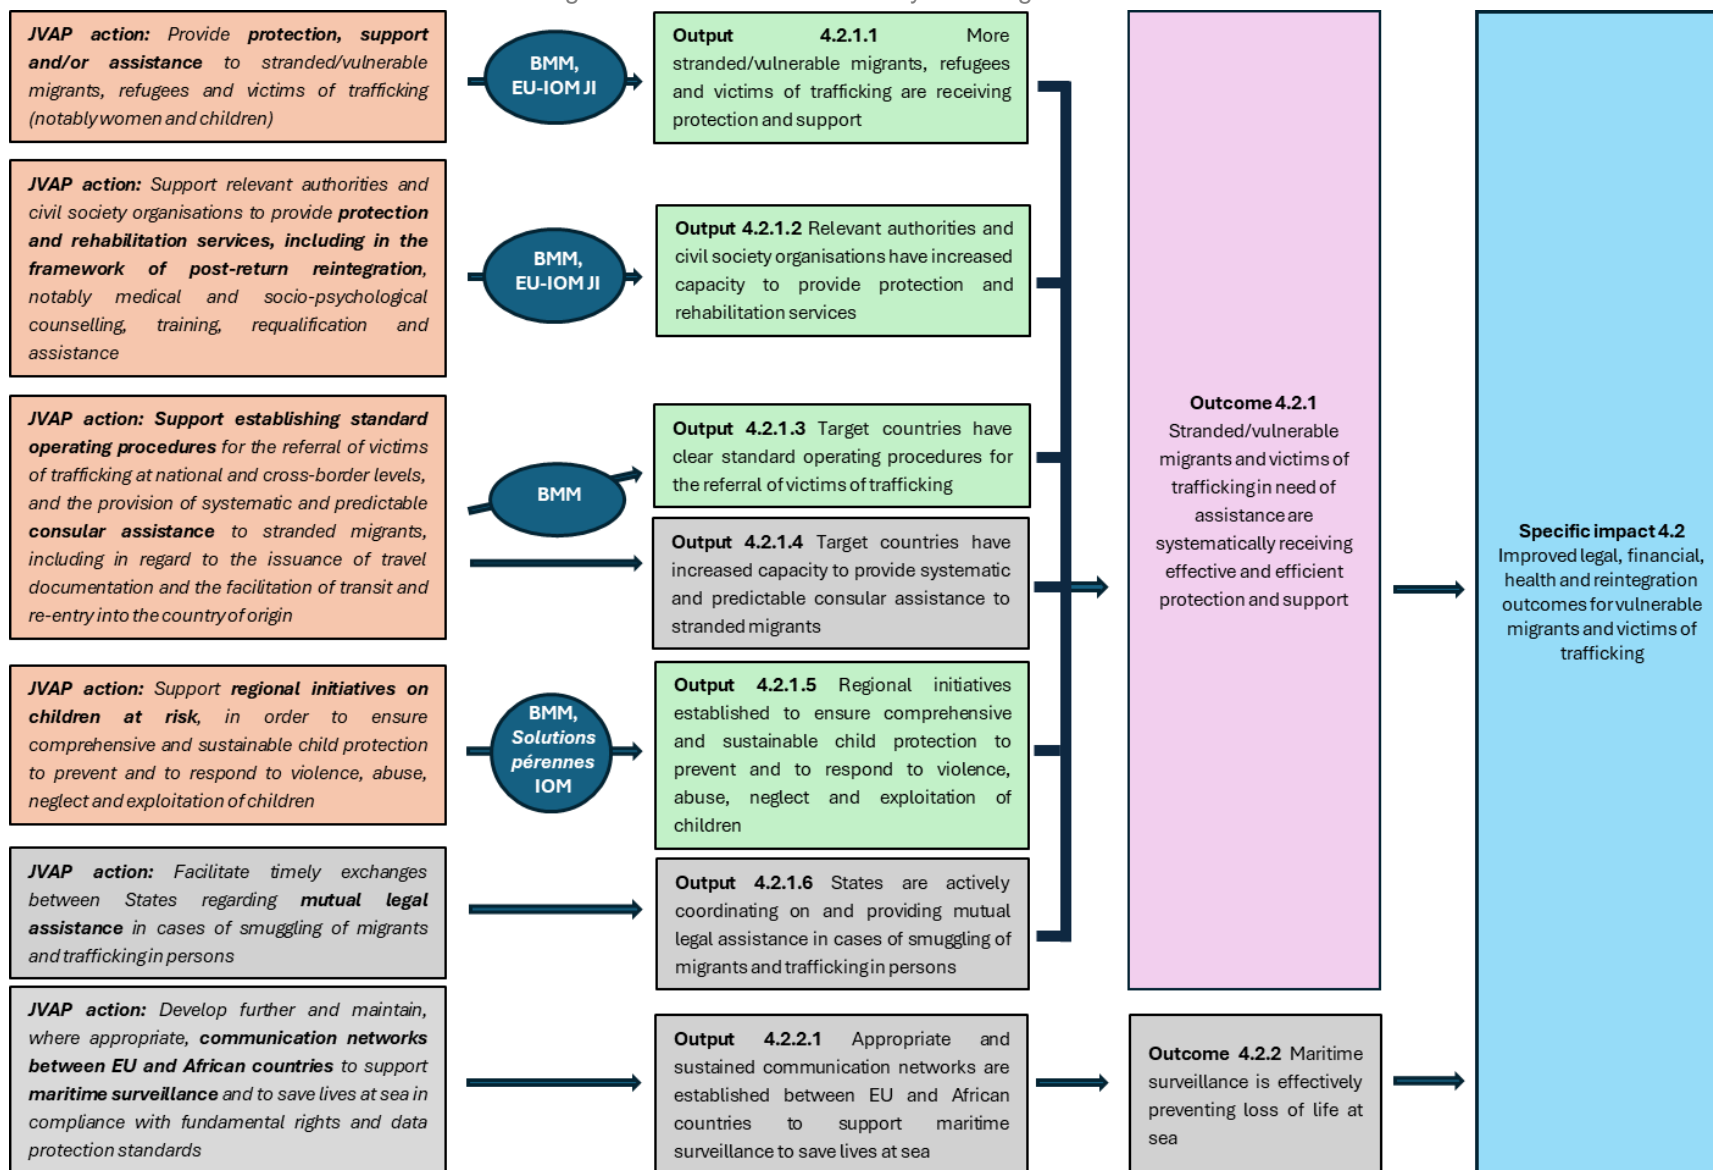 JVAP action: Provide protection, support
and/or assistance to stranded/vulnerable
migrants, refugees and victims of trafficking
(notably women and children)
BMM,
EU-IOM JI
Output 4.2.1.1 More
stranded/vulnerable migrants, refugees
and victims of trafficking are receiving
protection and support
JVAP action: Support relevant authorities and
civil society organisations to provide protection
and rehabilitation services, including in the
framework of post-return reintegration,
notably medical and socio-psychological
counselling, training, requalification and
assistance
BMM,
EU-IOM JI
Output 4.2.1.2 Relevant authorities and
civil society organisations have increased
capacity to provide protection and
rehabilitation services
JVAP action: Support establishing standard
operating procedures for the referral of victims
of trafficking at national and cross-border levels,
and the provision of systematic and predictable
consular assistance to stranded migrants,
including in regard to the issuance of travel
documentation and the facilitation of transit and
re-entry into the country of origin
BMM
Output 4.2.1.3 Target countries have
clear standard operating procedures for
the referral of victims of trafficking
Output 4.2.1.4 Target countries have
increased capacity to provide systematic
and predictable consular assistance to
stranded migrants
JVAP action: Support regional initiatives on
children at risk, in order to ensure
comprehensive and sustainable child protection
to prevent and to respond to violence, abuse,
neglect and exploitation of children
BMM,
Solutions
pérennes
IOM
Output 4.2.1.5 Regional initiatives
established to ensure comprehensive
and sustainable child protection to
prevent and to respond to violence,
abuse, neglect and exploitation of
children
JVAP action: Facilitate timely exchanges
between States regarding mutual legal
assistance in cases of smuggling of migrants
and trafficking in persons
Output 4.2.1.6 States are actively
coordinating on and providing mutual
legal assistance in cases of smuggling of
migrants and trafficking in persons
JVAP action: Develop further and maintain,
where appropriate, communication networks
between EU and African countries to support
maritime surveillance and to save lives at sea in
compliance with fundamental rights and data
protection standards
Output 4.2.2.1 Appropriate and
sustained communication networks are
established between EU and African
countries to support maritime
surveillance to save lives at sea
Outcome 4.2.1
Stranded/vulnerable
migrants and victims of
trafficking in need of
assistance are
systematically receiving
effective and efficient
protection and support
Outcome 4.2.2 Maritime
surveillance is effectively
preventing loss of life at
sea
Specific impact 4.2
Improved legal, financial,
health and reintegration
outcomes for vulnerable
migrants and victims of
trafficking